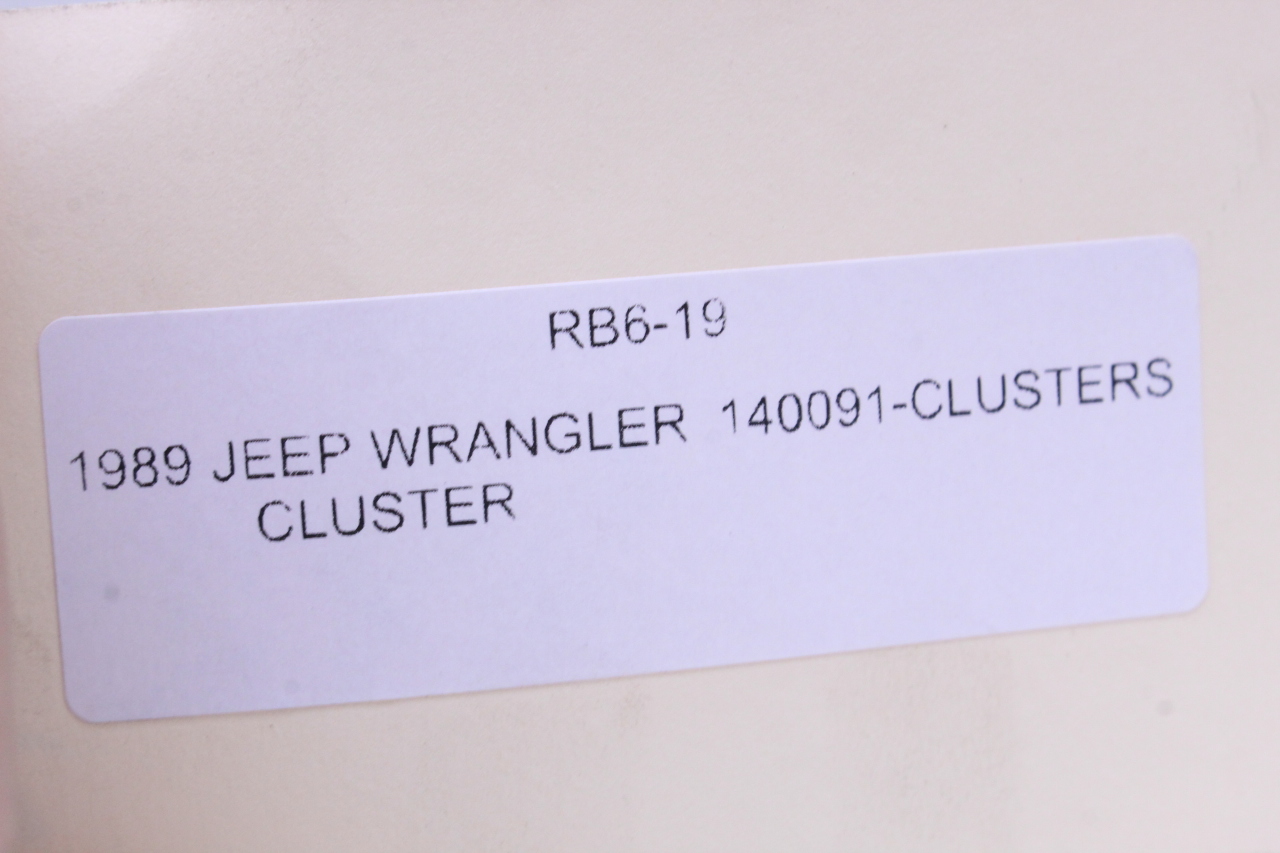 RB6-19
1989 JEEP WRANGLER 140091-CLUSTERS
CLUSTER